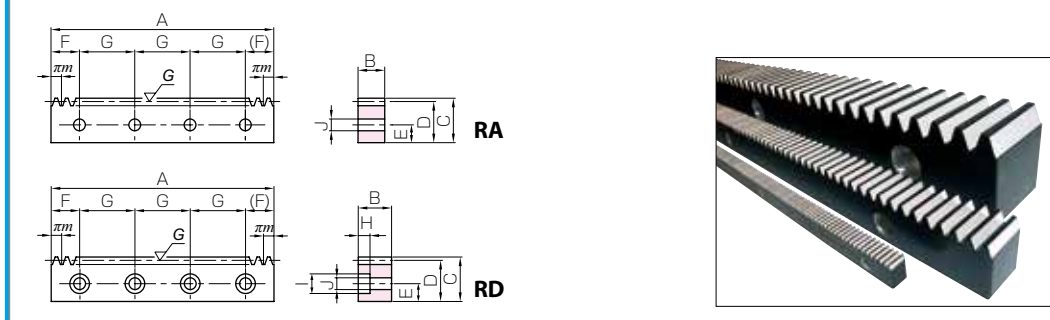 A
F G G G (F)
πm G πm
B
J E D C
RA
A
F G G G (F)
πm G πm
B
H
I J E D C
RD